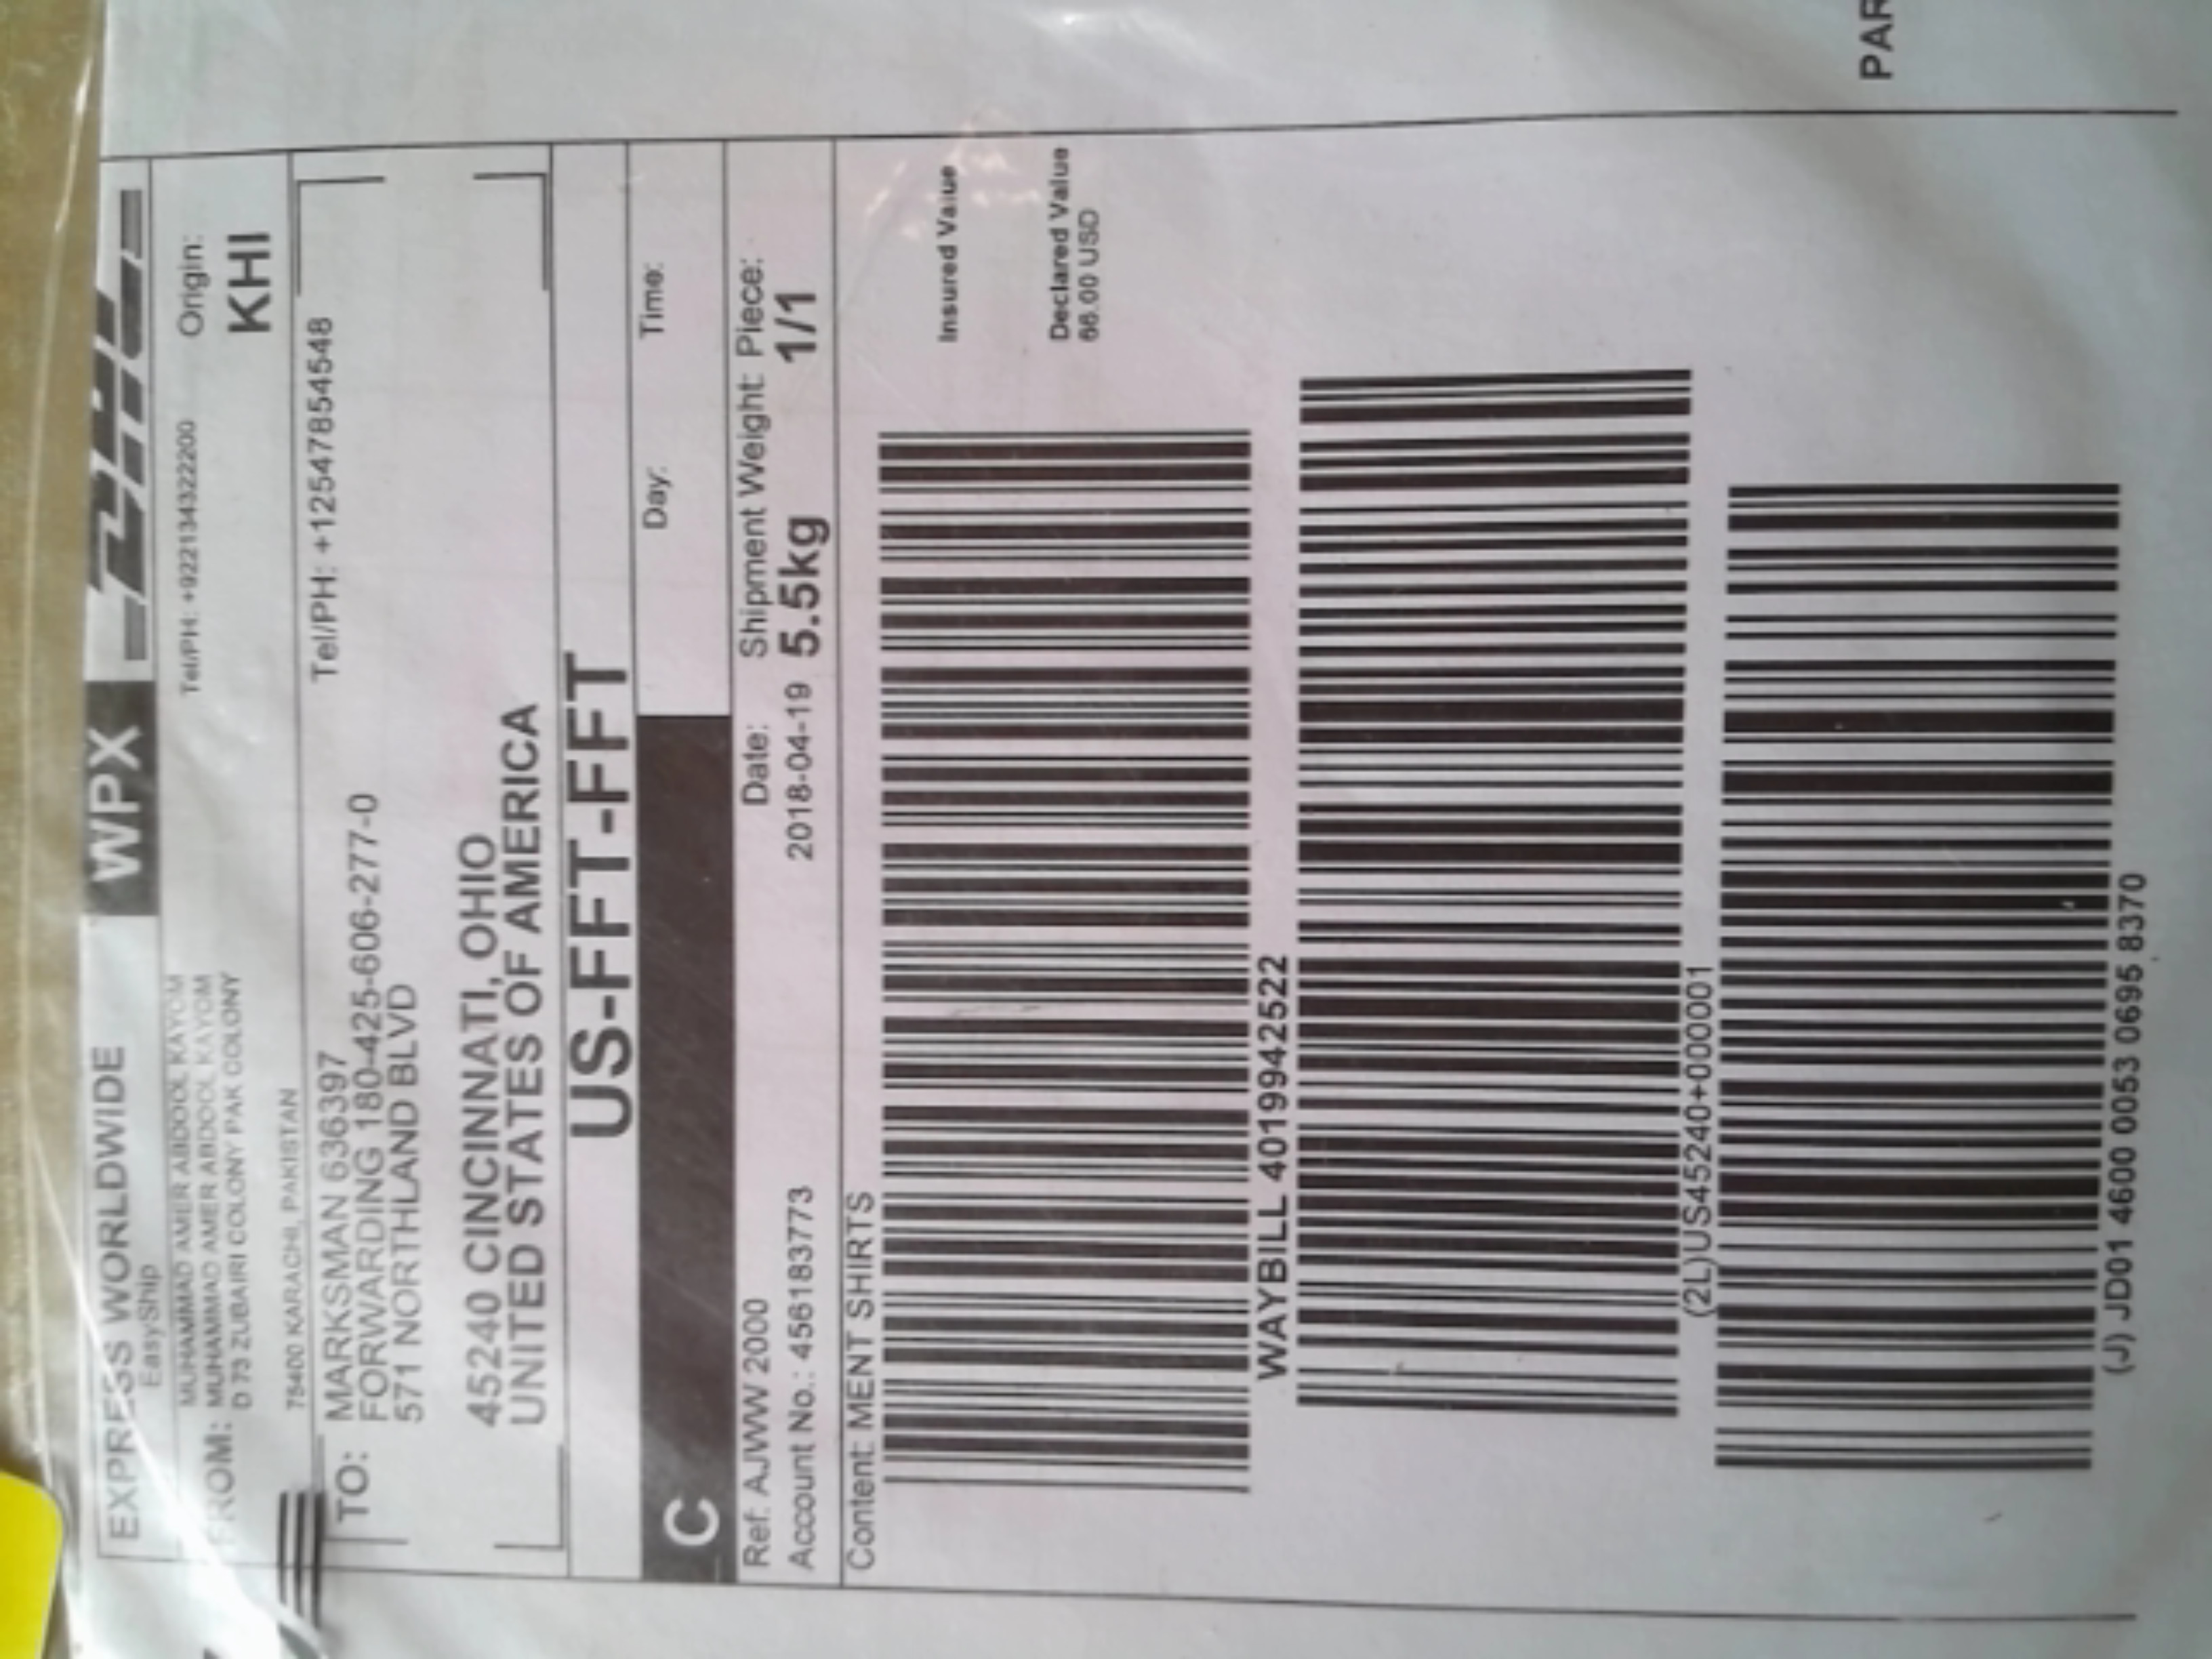 EXPRESS WORLDWIDE WPX DHL
EasyShip
FROM: MUHAMMAD AMER ABDOOL KAYOM Tel/PH: +922134322200 Origin:
MUHAMMAD AMER ABDOOL KAYOM KHI
D 73 ZUBAIRI COLONY PAK COLONY
75400 KARACHI, PAKISTAN
TO: MARKSMAN 636397 Tel/PH: +12547854548
FORWARDING 180-425-606-277-0
571 NORTHLAND BLVD
45240 CINCINNATI, OHIO
UNITED STATES OF AMERICA
US-FFT-FFT
C Day: Time:
Ref: AJWW 2000 Date: Shipment Weight: Piece:
Account No.: 456183773 2018-04-19 5.5kg 1/1
Content: MENT SHIRTS
Insured Value
Declared Value
66.00 USD
WAYBILL 4019942522
(2L)US45240+000001
(J) JD01 4600 0053 0695 8370
PAR